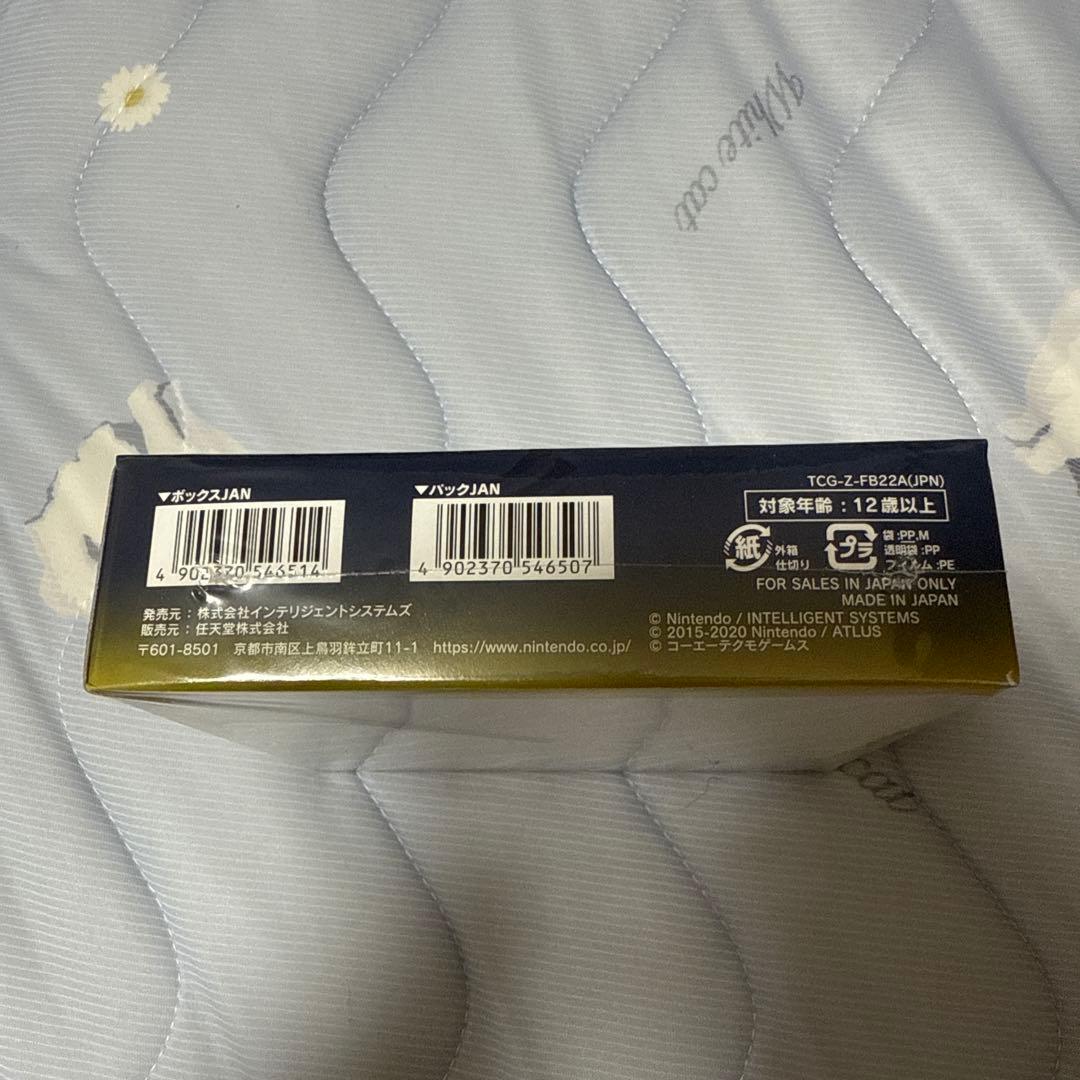 White cat
▼ボックスJAN
4 902370 546514
▼パックJAN
4 902370 546507
TCG-Z-FB22A(JPN)
対象年齢：12歳以上
紙
外箱
仕切り
プラ
袋:PP,M
透明袋:PP
フィルム:PE
FOR SALES IN JAPAN ONLY
MADE IN JAPAN
発売元：株式会社インテリジェントシステムズ
販売元：任天堂株式会社
〒601-8501 京都市南区上鳥羽鉾立町11-1 https://www.nintendo.co.jp/
© Nintendo / INTELLIGENT SYSTEMS
© 2015-2020 Nintendo / ATLUS
© コーエーテクモゲームス
cat